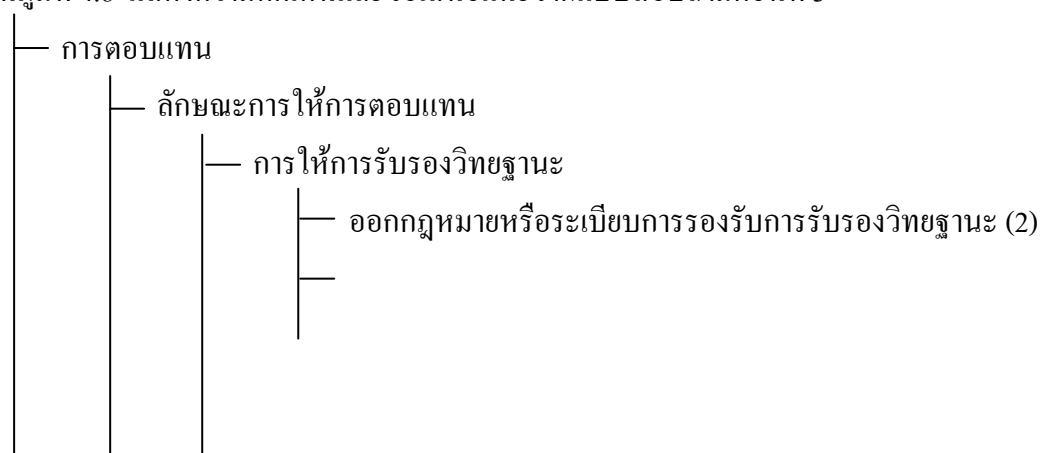 การตอบแทน
ลักษณะการให้การตอบแทน
การให้การรับรองวิทยฐานะ
ออกกฎหมายหรือระเบียบการรองรับการรับรองวิทยฐานะ (2)